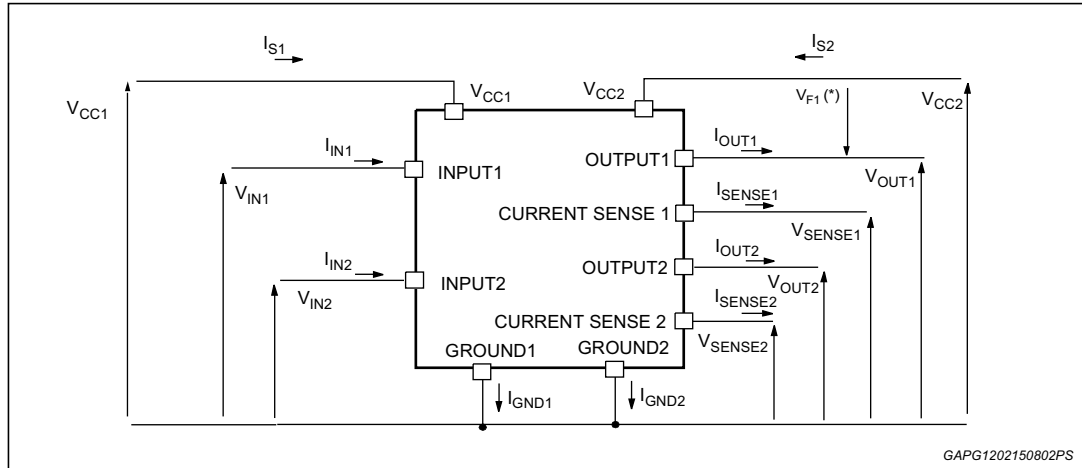 I_S1
I_S2
V_CC1
V_CC1
V_CC2
V_F1 (*)
V_CC2
I_IN1
INPUT1
V_IN1
OUTPUT1
I_OUT1
V_OUT1
CURRENT SENSE 1
I_SENSE1
V_SENSE1
I_IN2
INPUT2
V_IN2
OUTPUT2
I_OUT2
V_OUT2
CURRENT SENSE 2
I_SENSE2
V_SENSE2
GROUND1
GROUND2
I_GND1
I_GND2
GAPG1202150802PS